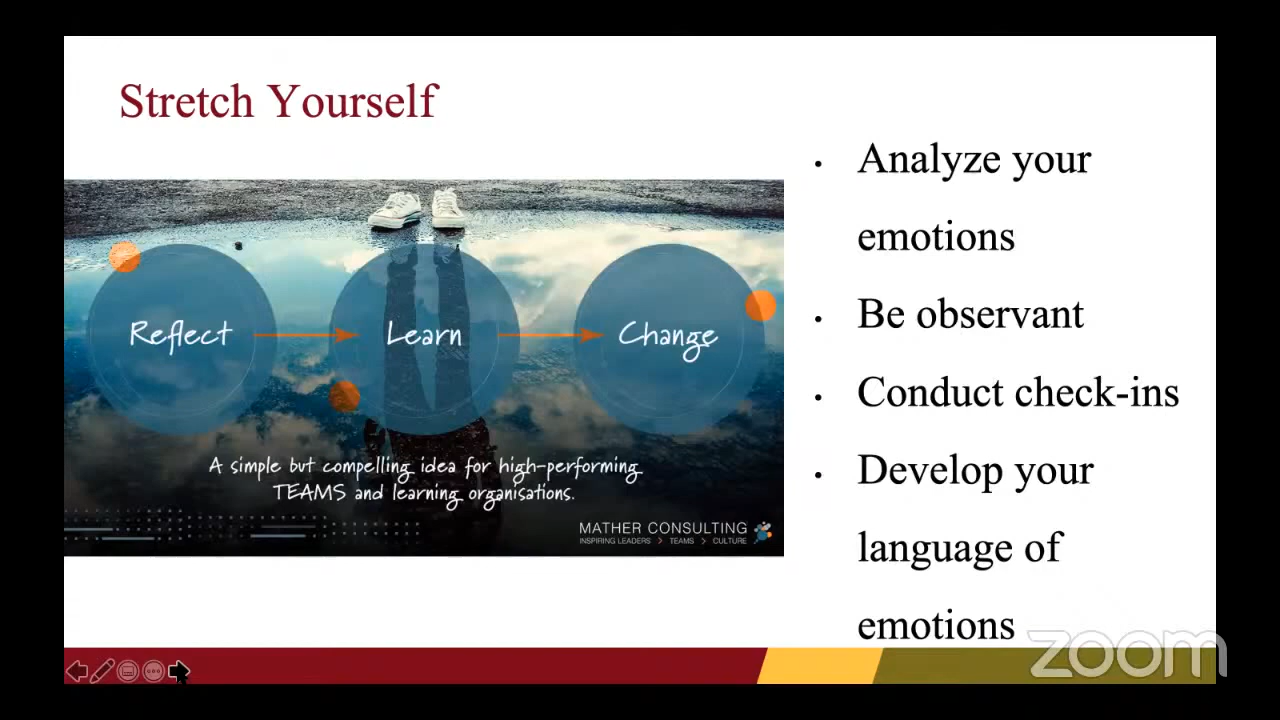 Stretch Yourself
Reflect
Learn
Change
A simple but compelling idea for high-performing
TEAMS and learning organisations.
MATHER CONSULTING
INSPIRING LEADERS > TEAMS > CULTURE
• Analyze your
emotions
• Be observant
• Conduct check-ins
• Develop your
language of
emotions
zoom